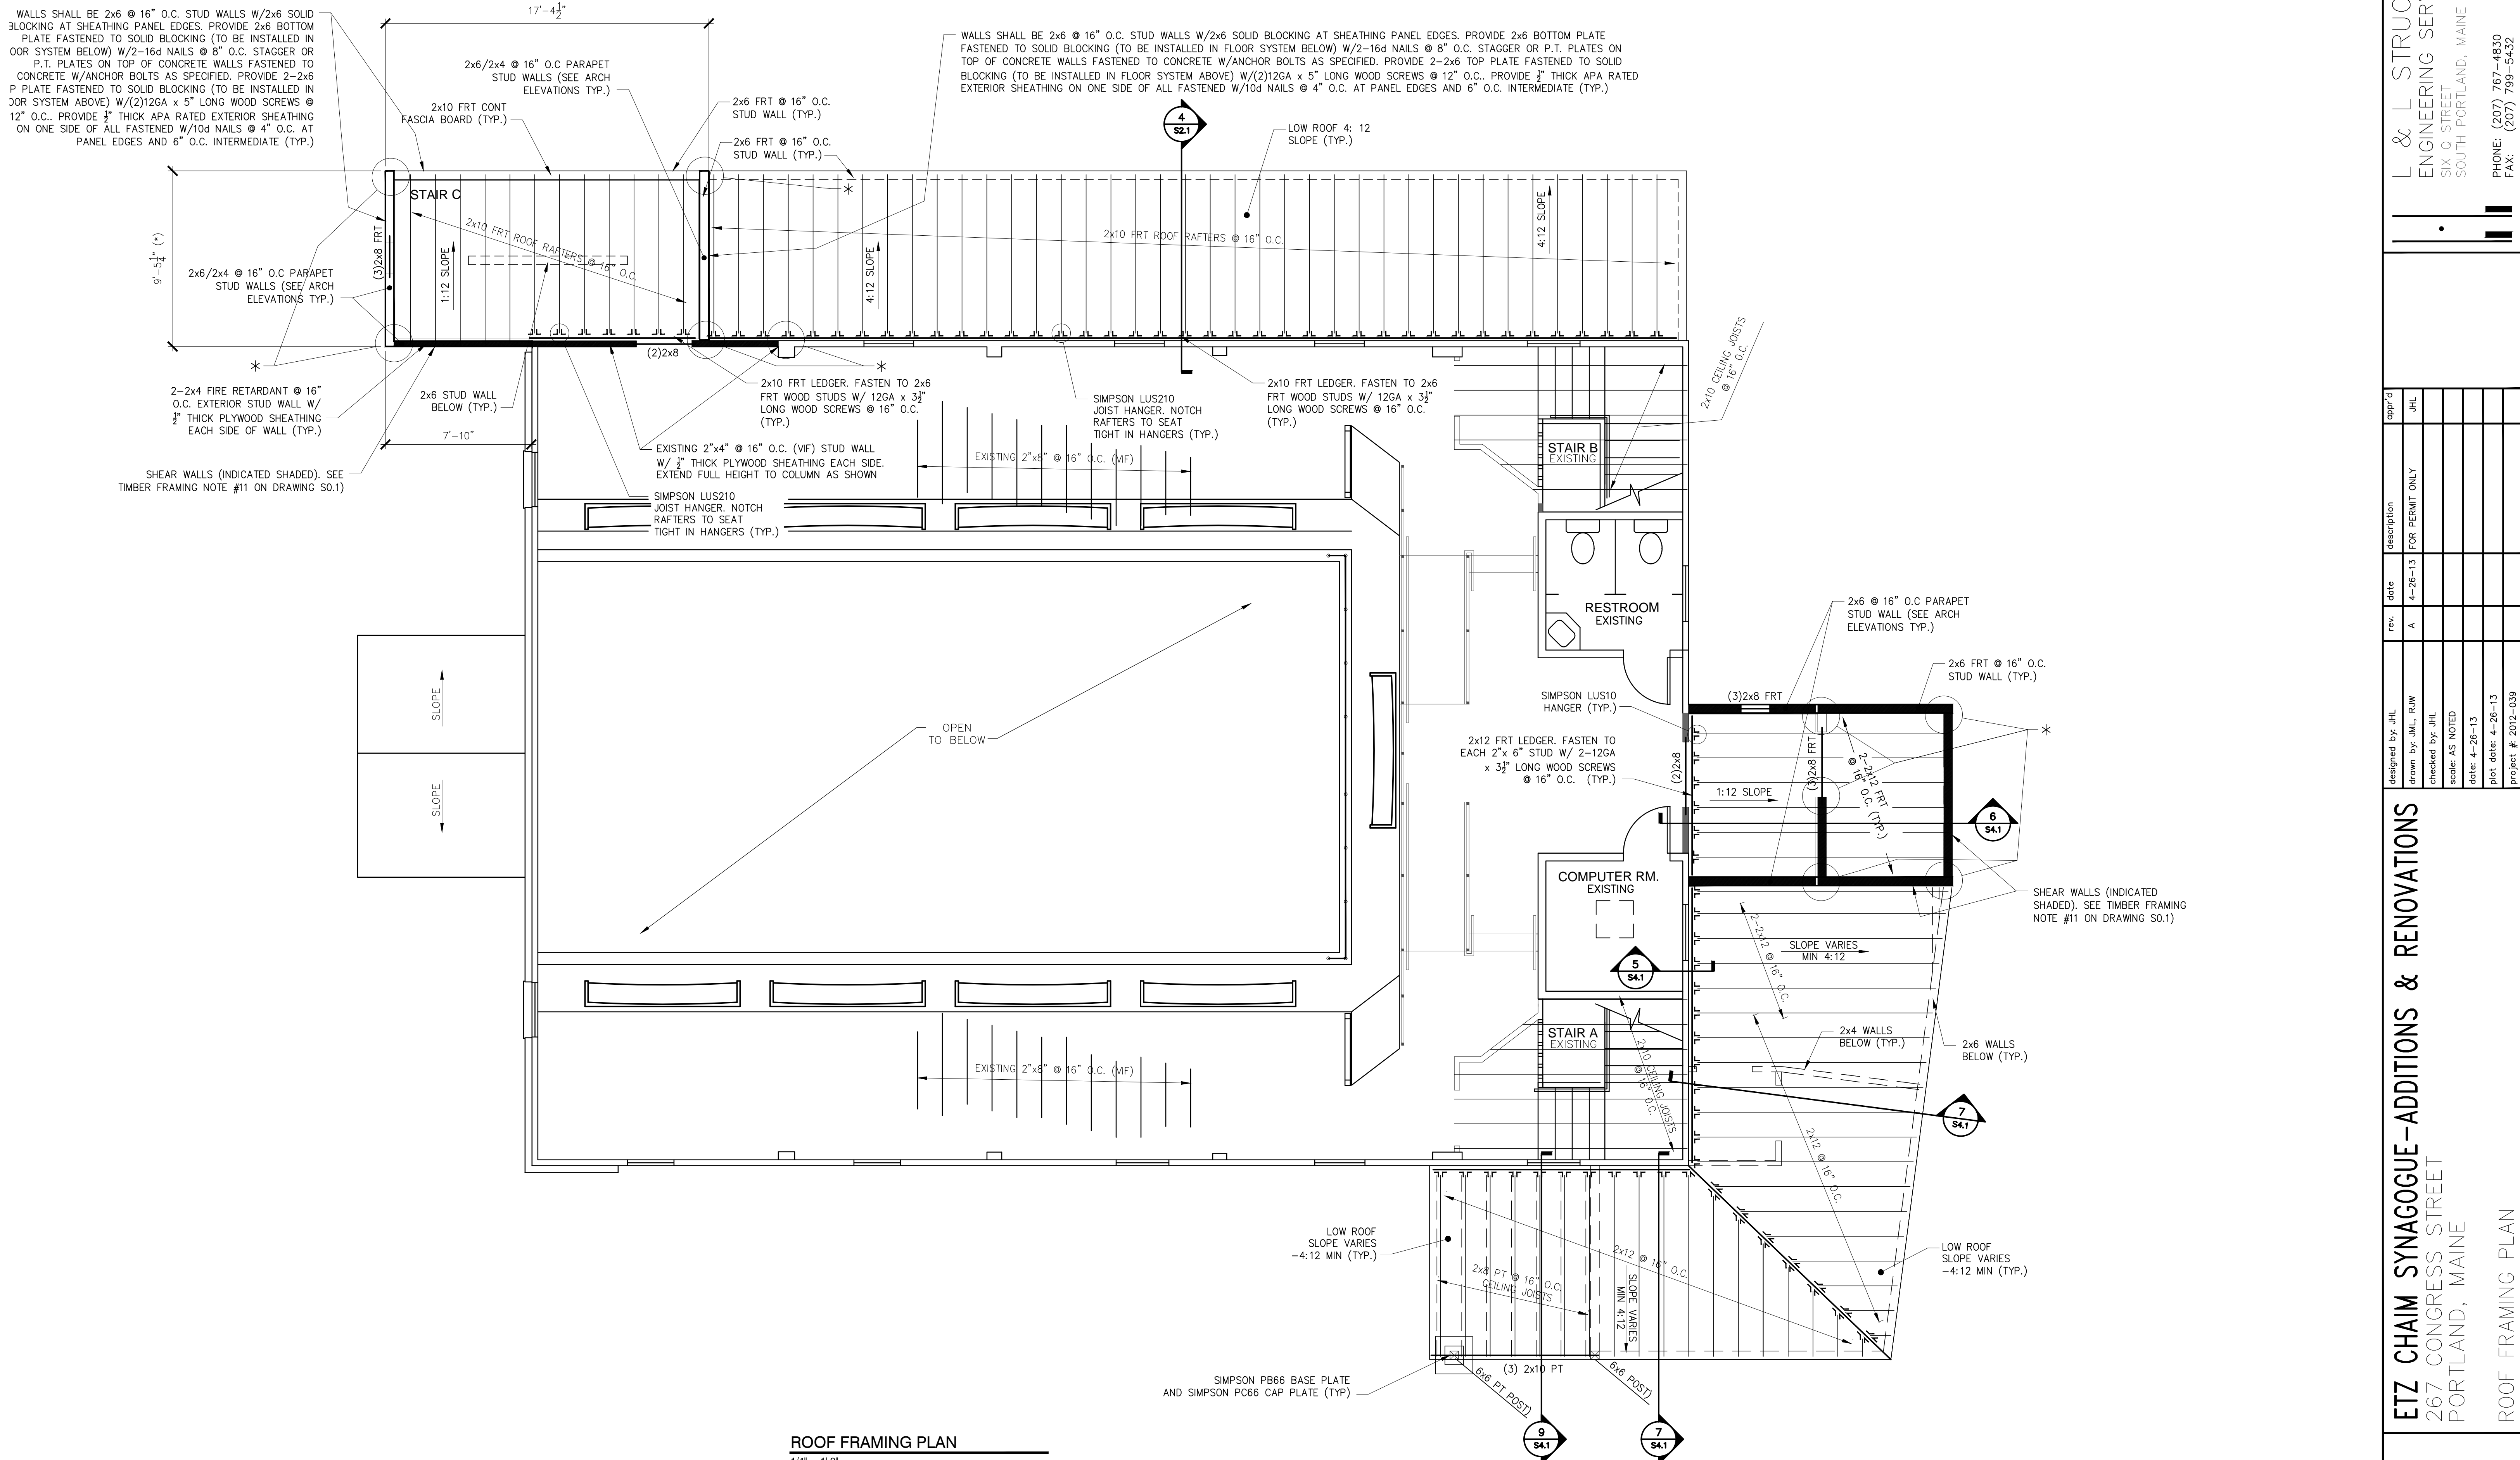 WALLS SHALL BE 2x6 @ 16" O.C. STUD WALLS W/2x6 SOLID
BLOCKING AT SHEATHING PANEL EDGES. PROVIDE 2x6 BOTTOM
PLATE FASTENED TO SOLID BLOCKING (TO BE INSTALLED IN
OOR SYSTEM BELOW) W/2-16d NAILS @ 8" O.C. STAGGER OR
P.T. PLATES ON TOP OF CONCRETE WALLS FASTENED TO
CONCRETE W/ANCHOR BOLTS AS SPECIFIED. PROVIDE 2-2x6
P PLATE FASTENED TO SOLID BLOCKING (TO BE INSTALLED IN
OOR SYSTEM ABOVE) W/(2)12GA x 5" LONG WOOD SCREWS @
12" O.C.. PROVIDE ½" THICK APA RATED EXTERIOR SHEATHING
ON ONE SIDE OF ALL FASTENED W/10d NAILS @ 4" O.C. AT
PANEL EDGES AND 6" O.C. INTERMEDIATE (TYP.)
17'-4½"
2x6/2x4 @ 16" O.C PARAPET
STUD WALLS (SEE ARCH
ELEVATIONS TYP.)
2x10 FRT CONT
FASCIA BOARD (TYP.)
2x6 FRT @ 16" O.C.
STUD WALL (TYP.)
2x6 FRT @ 16" O.C.
STUD WALL (TYP.)
WALLS SHALL BE 2x6 @ 16" O.C. STUD WALLS W/2x6 SOLID BLOCKING AT SHEATHING PANEL EDGES. PROVIDE 2x6 BOTTOM PLATE
FASTENED TO SOLID BLOCKING (TO BE INSTALLED IN FLOOR SYSTEM BELOW) W/2-16d NAILS @ 8" O.C. STAGGER OR P.T. PLATES ON
TOP OF CONCRETE WALLS FASTENED TO CONCRETE W/ANCHOR BOLTS AS SPECIFIED. PROVIDE 2-2x6 TOP PLATE FASTENED TO SOLID
BLOCKING (TO BE INSTALLED IN FLOOR SYSTEM ABOVE) W/(2)12GA x 5" LONG WOOD SCREWS @ 12" O.C.. PROVIDE ½" THICK APA RATED
EXTERIOR SHEATHING ON ONE SIDE OF ALL FASTENED W/10d NAILS @ 4" O.C. AT PANEL EDGES AND 6" O.C. INTERMEDIATE (TYP.)
4
S2.1
LOW ROOF 4: 12
SLOPE (TYP.)
STAIR C
9'-5¼" (*)
(3)2x8 FRT
1:12 SLOPE
2x10 FRT ROOF RAFTERS @ 16" O.C.
4:12 SLOPE
2x10 FRT ROOF RAFTERS @ 16" O.C.
4:12 SLOPE
2x6/2x4 @ 16" O.C PARAPET
STUD WALLS (SEE ARCH
ELEVATIONS TYP.)
(2)2x8
2-2x4 FIRE RETARDANT @ 16"
O.C. EXTERIOR STUD WALL W/
½" THICK PLYWOOD SHEATHING
EACH SIDE OF WALL (TYP.)
2x6 STUD WALL
BELOW (TYP.)
7'-10"
2x10 FRT LEDGER. FASTEN TO 2x6
FRT WOOD STUDS W/ 12GA x 3½"
LONG WOOD SCREWS @ 16" O.C.
(TYP.)
SIMPSON LUS210
JOIST HANGER. NOTCH
RAFTERS TO SEAT
TIGHT IN HANGERS (TYP.)
2x10 FRT LEDGER. FASTEN TO 2x6
FRT WOOD STUDS W/ 12GA x 3½"
LONG WOOD SCREWS @ 16" O.C.
(TYP.)
2x10 CEILING JOISTS
@ 16" O.C.
SHEAR WALLS (INDICATED SHADED). SEE
TIMBER FRAMING NOTE #11 ON DRAWING S0.1)
EXISTING 2"x4" @ 16" O.C. (VIF) STUD WALL
W/ ½" THICK PLYWOOD SHEATHING EACH SIDE.
EXTEND FULL HEIGHT TO COLUMN AS SHOWN
EXISTING 2"x8" @ 16" O.C. (VIF)
SIMPSON LUS210
JOIST HANGER. NOTCH
RAFTERS TO SEAT
TIGHT IN HANGERS (TYP.)
STAIR B
EXISTING
RESTROOM
EXISTING
SLOPE
SLOPE
OPEN
TO BELOW
SIMPSON LUS10
HANGER (TYP.)
2x12 FRT LEDGER. FASTEN TO
EACH 2"x 6" STUD W/ 2-12GA
x 3½" LONG WOOD SCREWS
@ 16" O.C. (TYP.)
(2)2x8
2x6 @ 16" O.C PARAPET
STUD WALL (SEE ARCH
ELEVATIONS TYP.)
2x6 FRT @ 16" O.C.
STUD WALL (TYP.)
(3)2x8 FRT
(3)2x8 FRT
2-2x12 FRT
@ 16" O.C. (TYP.)
1:12 SLOPE
6
S4.1
COMPUTER RM.
EXISTING
SHEAR WALLS (INDICATED
SHADED). SEE TIMBER FRAMING
NOTE #11 ON DRAWING S0.1)
2-2x12 @ 16" O.C.
SLOPE VARIES
MIN 4:12
5
S4.1
STAIR A
EXISTING
2x10 CEILING JOISTS
@ 16" O.C.
2x4 WALLS
BELOW (TYP.)
2x6 WALLS
BELOW (TYP.)
EXISTING 2"x8" @ 16" O.C. (VIF)
7
S4.1
2x12 @ 16" O.C.
LOW ROOF
SLOPE VARIES
-4:12 MIN (TYP.)
2x12 @ 16" O.C.
2x8 PT @ 16" O.C.
CEILING JOISTS
SLOPE VARIES
MIN 4:12
LOW ROOF
SLOPE VARIES
-4:12 MIN (TYP.)
(3) 2x10 PT
6x6 PT POST)
6x6 POST)
SIMPSON PB66 BASE PLATE
AND SIMPSON PC66 CAP PLATE (TYP)
9
S4.1
7
S4.1
ROOF FRAMING PLAN
L & L STRUC
ENGINEERING SER
SIX Q STREET
SOUTH PORTLAND, MAINE
PHONE: (207) 767-4830
FAX: (207) 799-5432
rev. date description appr'd
A 4-26-13 FOR PERMIT ONLY JHL
designed by: JHL
drawn by: JML, RJW
checked by: JHL
scale: AS NOTED
date: 4-26-13
plot date: 4-26-13
project #: 2012-039
ETZ CHAIM SYNAGOGUE-ADDITIONS & RENOVATIONS
267 CONGRESS STREET
PORTLAND, MAINE
ROOF FRAMING PLAN